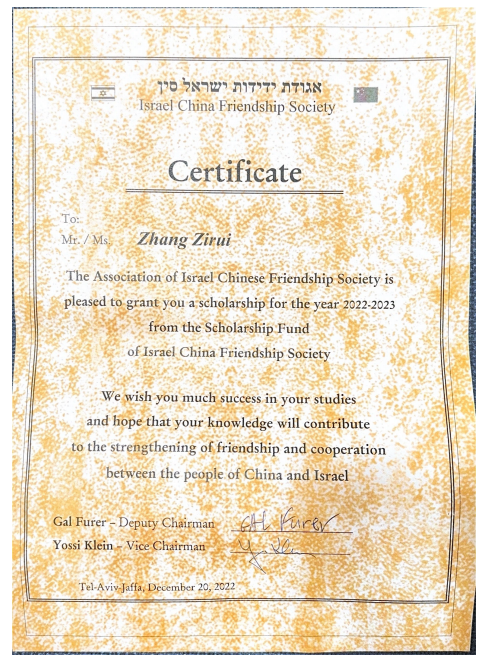 אגודת ידידות ישראל סין
Israel China Friendship Society
Certificate
To:
Mr. / Ms. Zhang Zirui
The Association of Israel Chinese Friendship Society is
pleased to grant you a scholarship for the year 2022-2023
from the Scholarship Fund
of Israel China Friendship Society
We wish you much success in your studies
and hope that your knowledge will contribute
to the strengthening of friendship and cooperation
between the people of China and Israel
Gal Furer – Deputy Chairman GAL Furer
Yossi Klein – Vice Chairman
Tel-Aviv-Jaffa, December 20, 2022